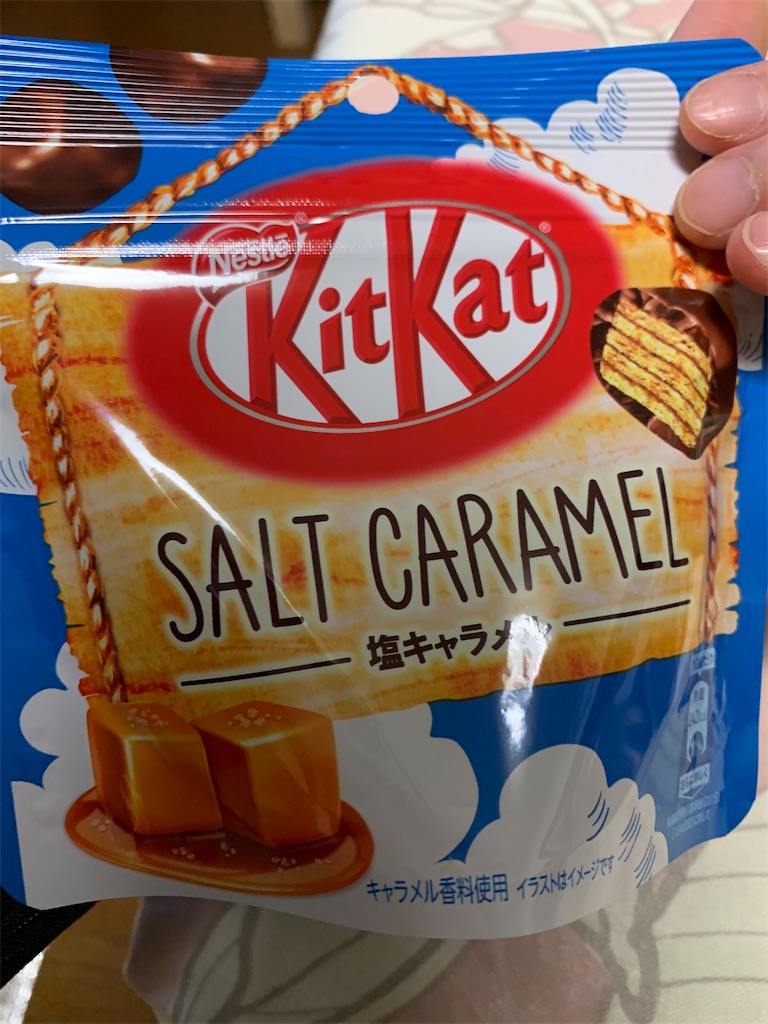 Nestlé
KitKat
SALT CARAMEL
塩キャラメル
キャラメル香料使用 イラストはイメージです